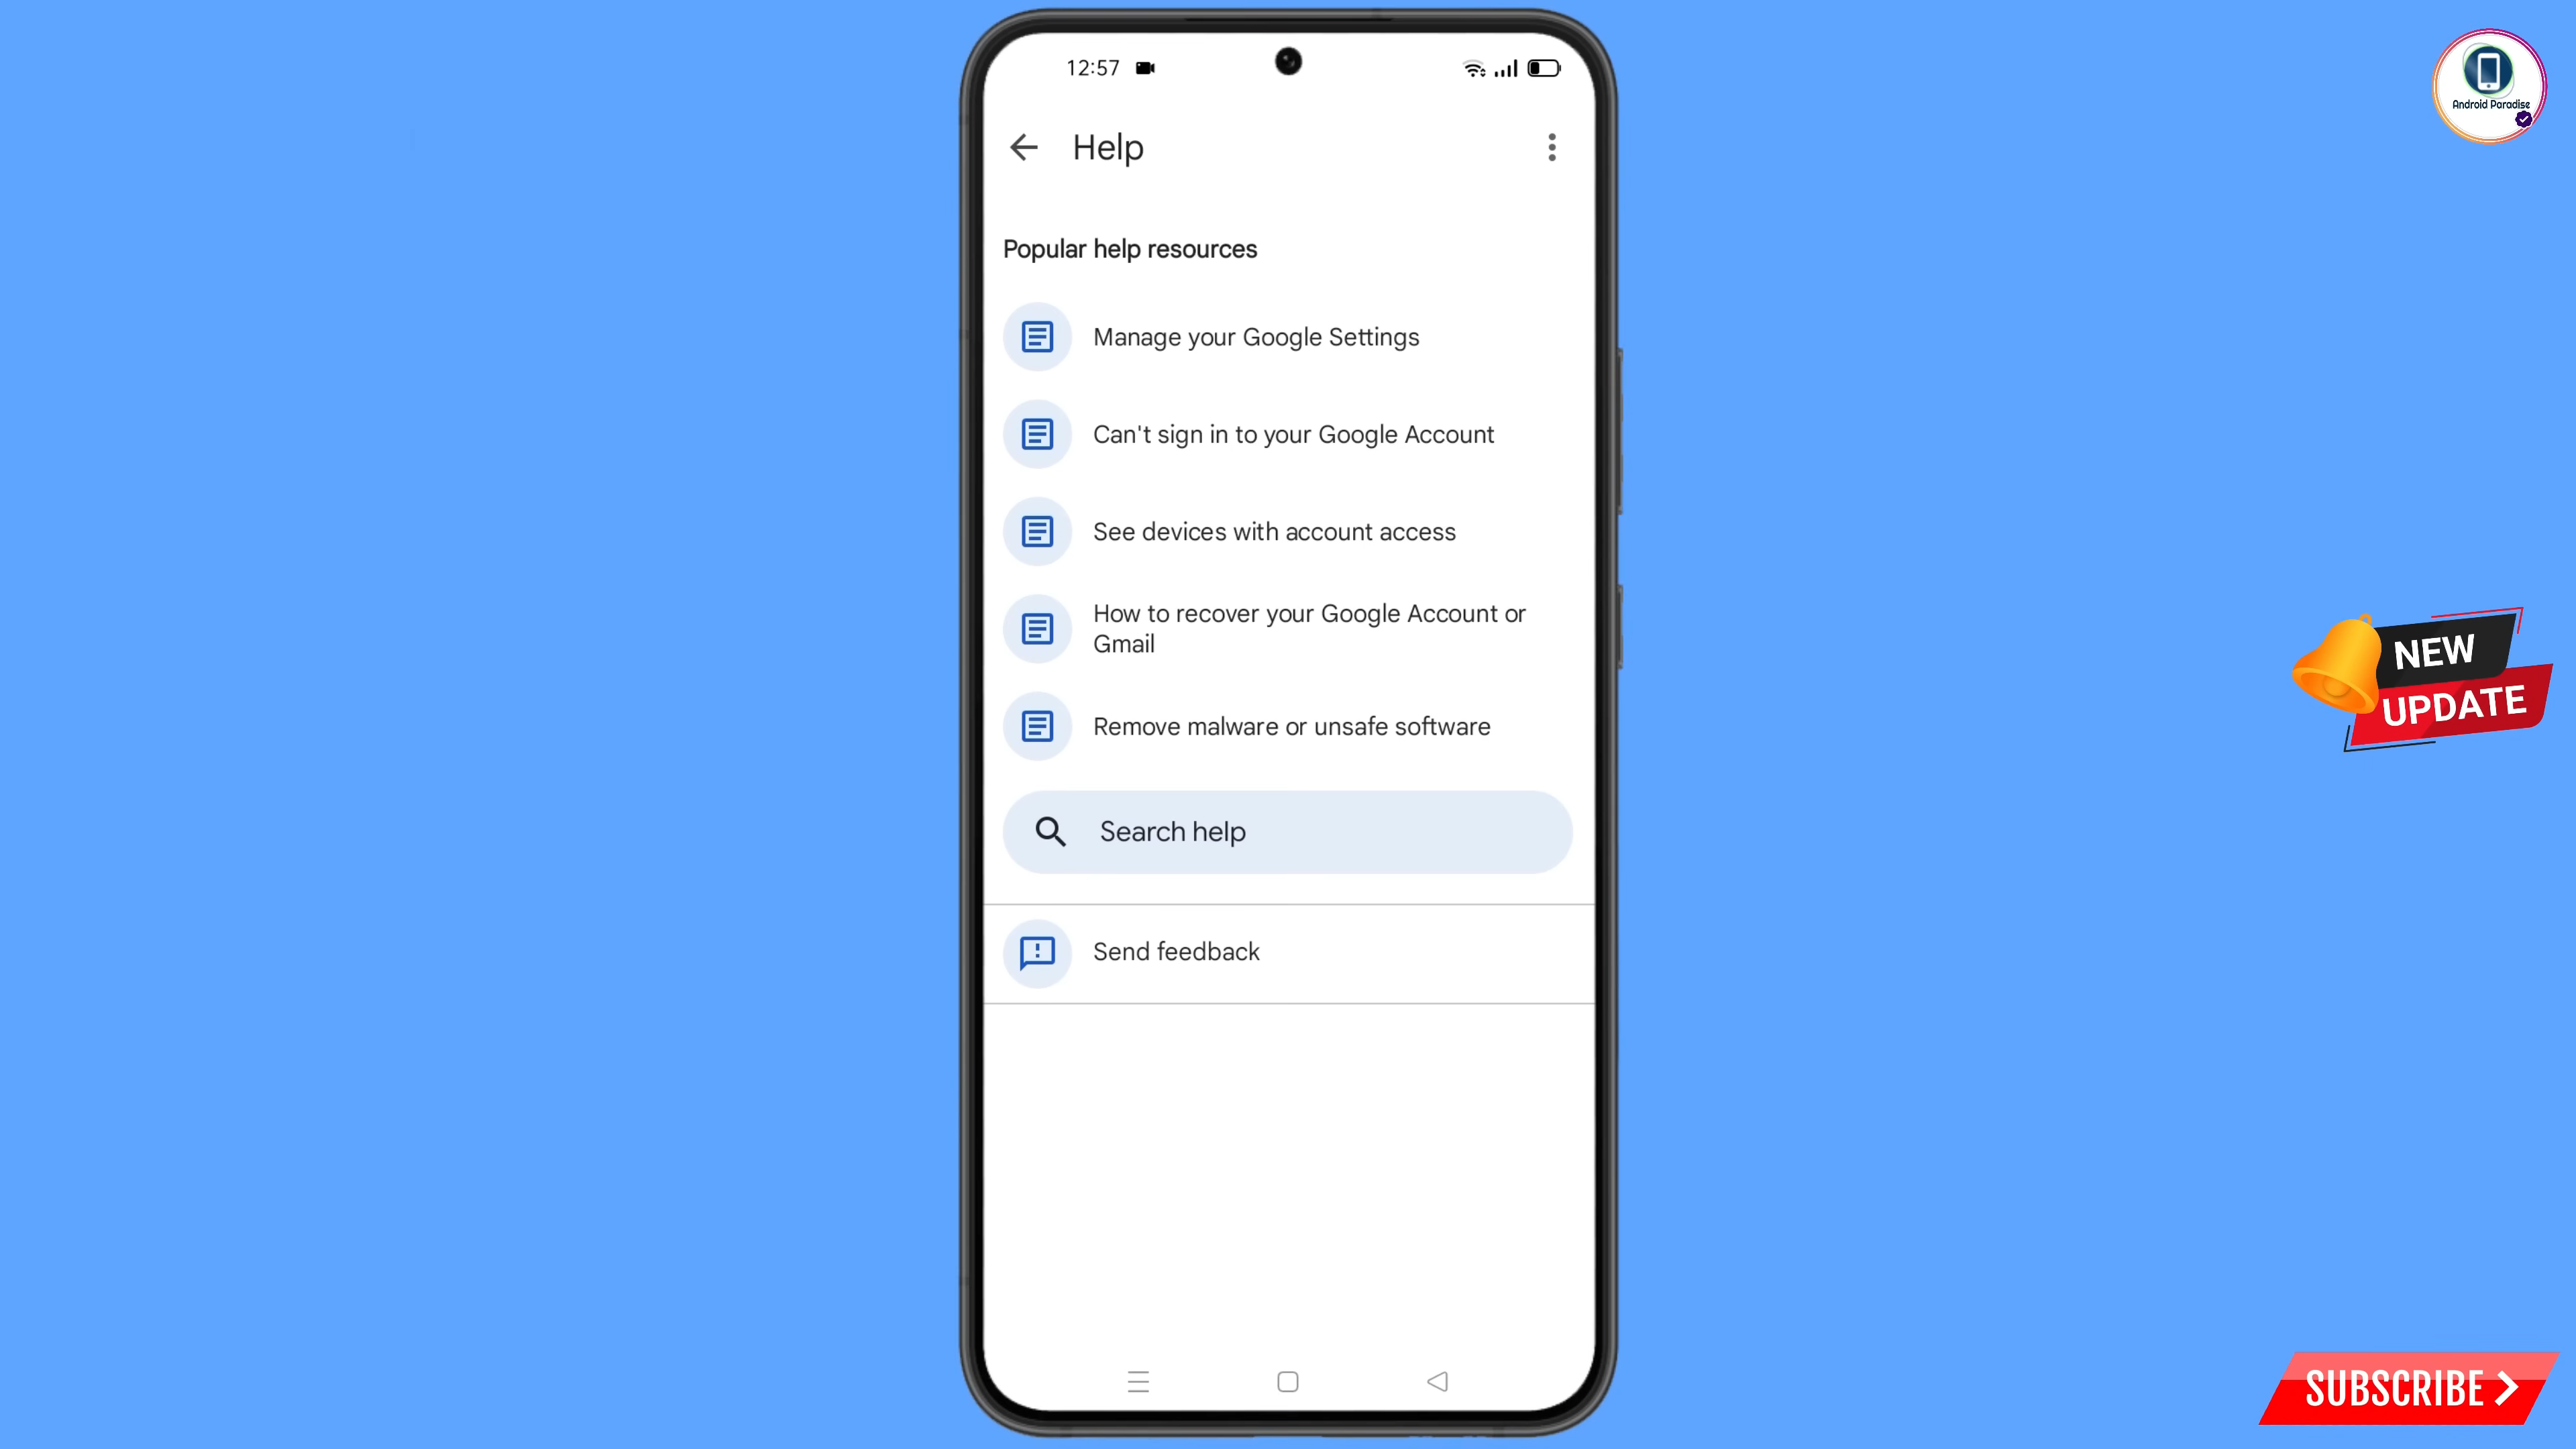 12:57
Help
Popular help resources
Manage your Google Settings
Can't sign in to your Google Account
See devices with account access
How to recover your Google Account or
Gmail
Remove malware or unsafe software
Search help
Send feedback
Android Paradise
NEW
UPDATE
SUBSCRIBE